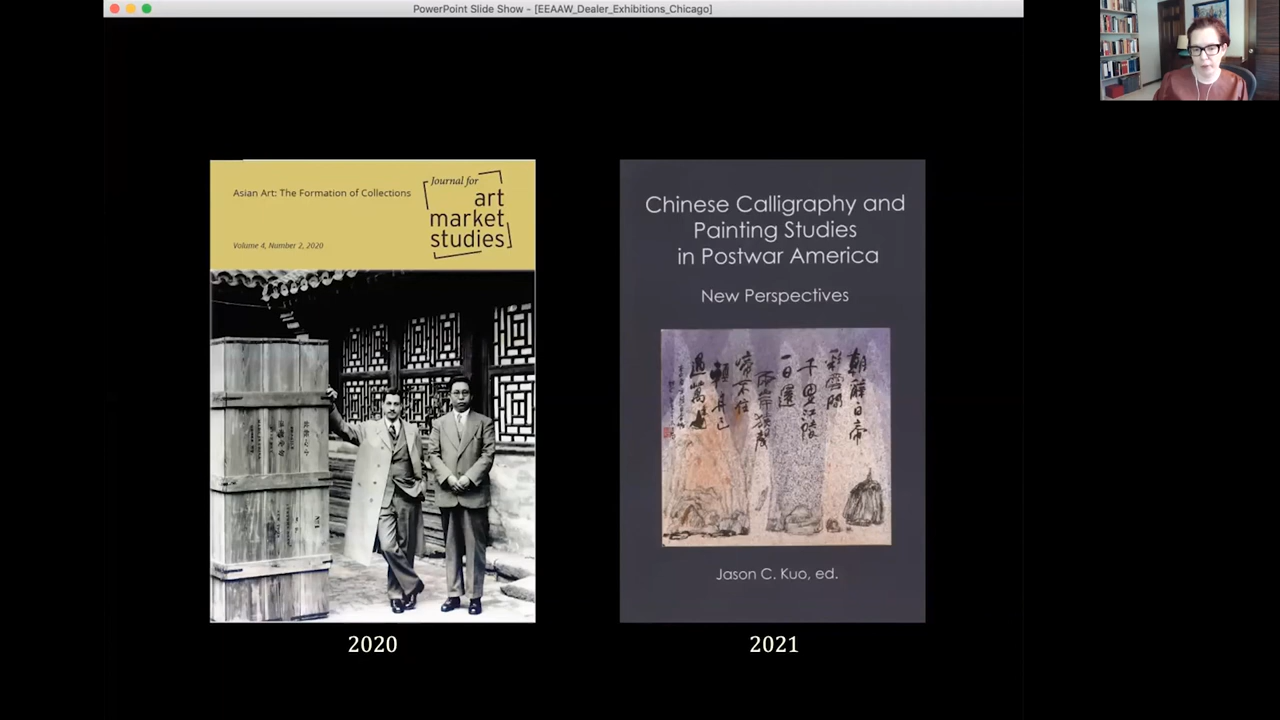 PowerPoint Slide Show - [EEAAW_Dealer_Exhibitions_Chicago]
Asian Art: The Formation of Collections
Volume 4, Number 2, 2020
Journal for
art
market
studies
2020
Chinese Calligraphy and
Painting Studies
in Postwar America
New Perspectives
朝辭白帝
彩雲間
千里江陵
一日還
兩岸猿聲
啼不住
輕舟已
過萬
Jason C. Kuo, ed.
2021